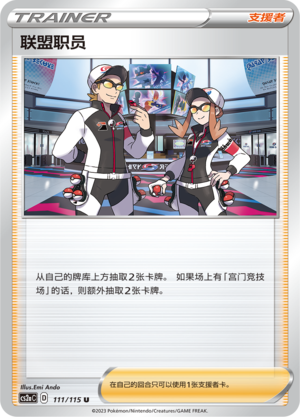 TRAINER
支援者
联盟职员
从自己的牌库上方抽取2张卡牌。如果场上有「宫门竞技
场」的话，则额外抽取2张卡牌。
Illus.Emi Ando
在自己的回合只可以使用1张支援者卡。
CS3aC D 111/115 U
©2023 Pokémon/Nintendo/Creatures/GAME FREAK.